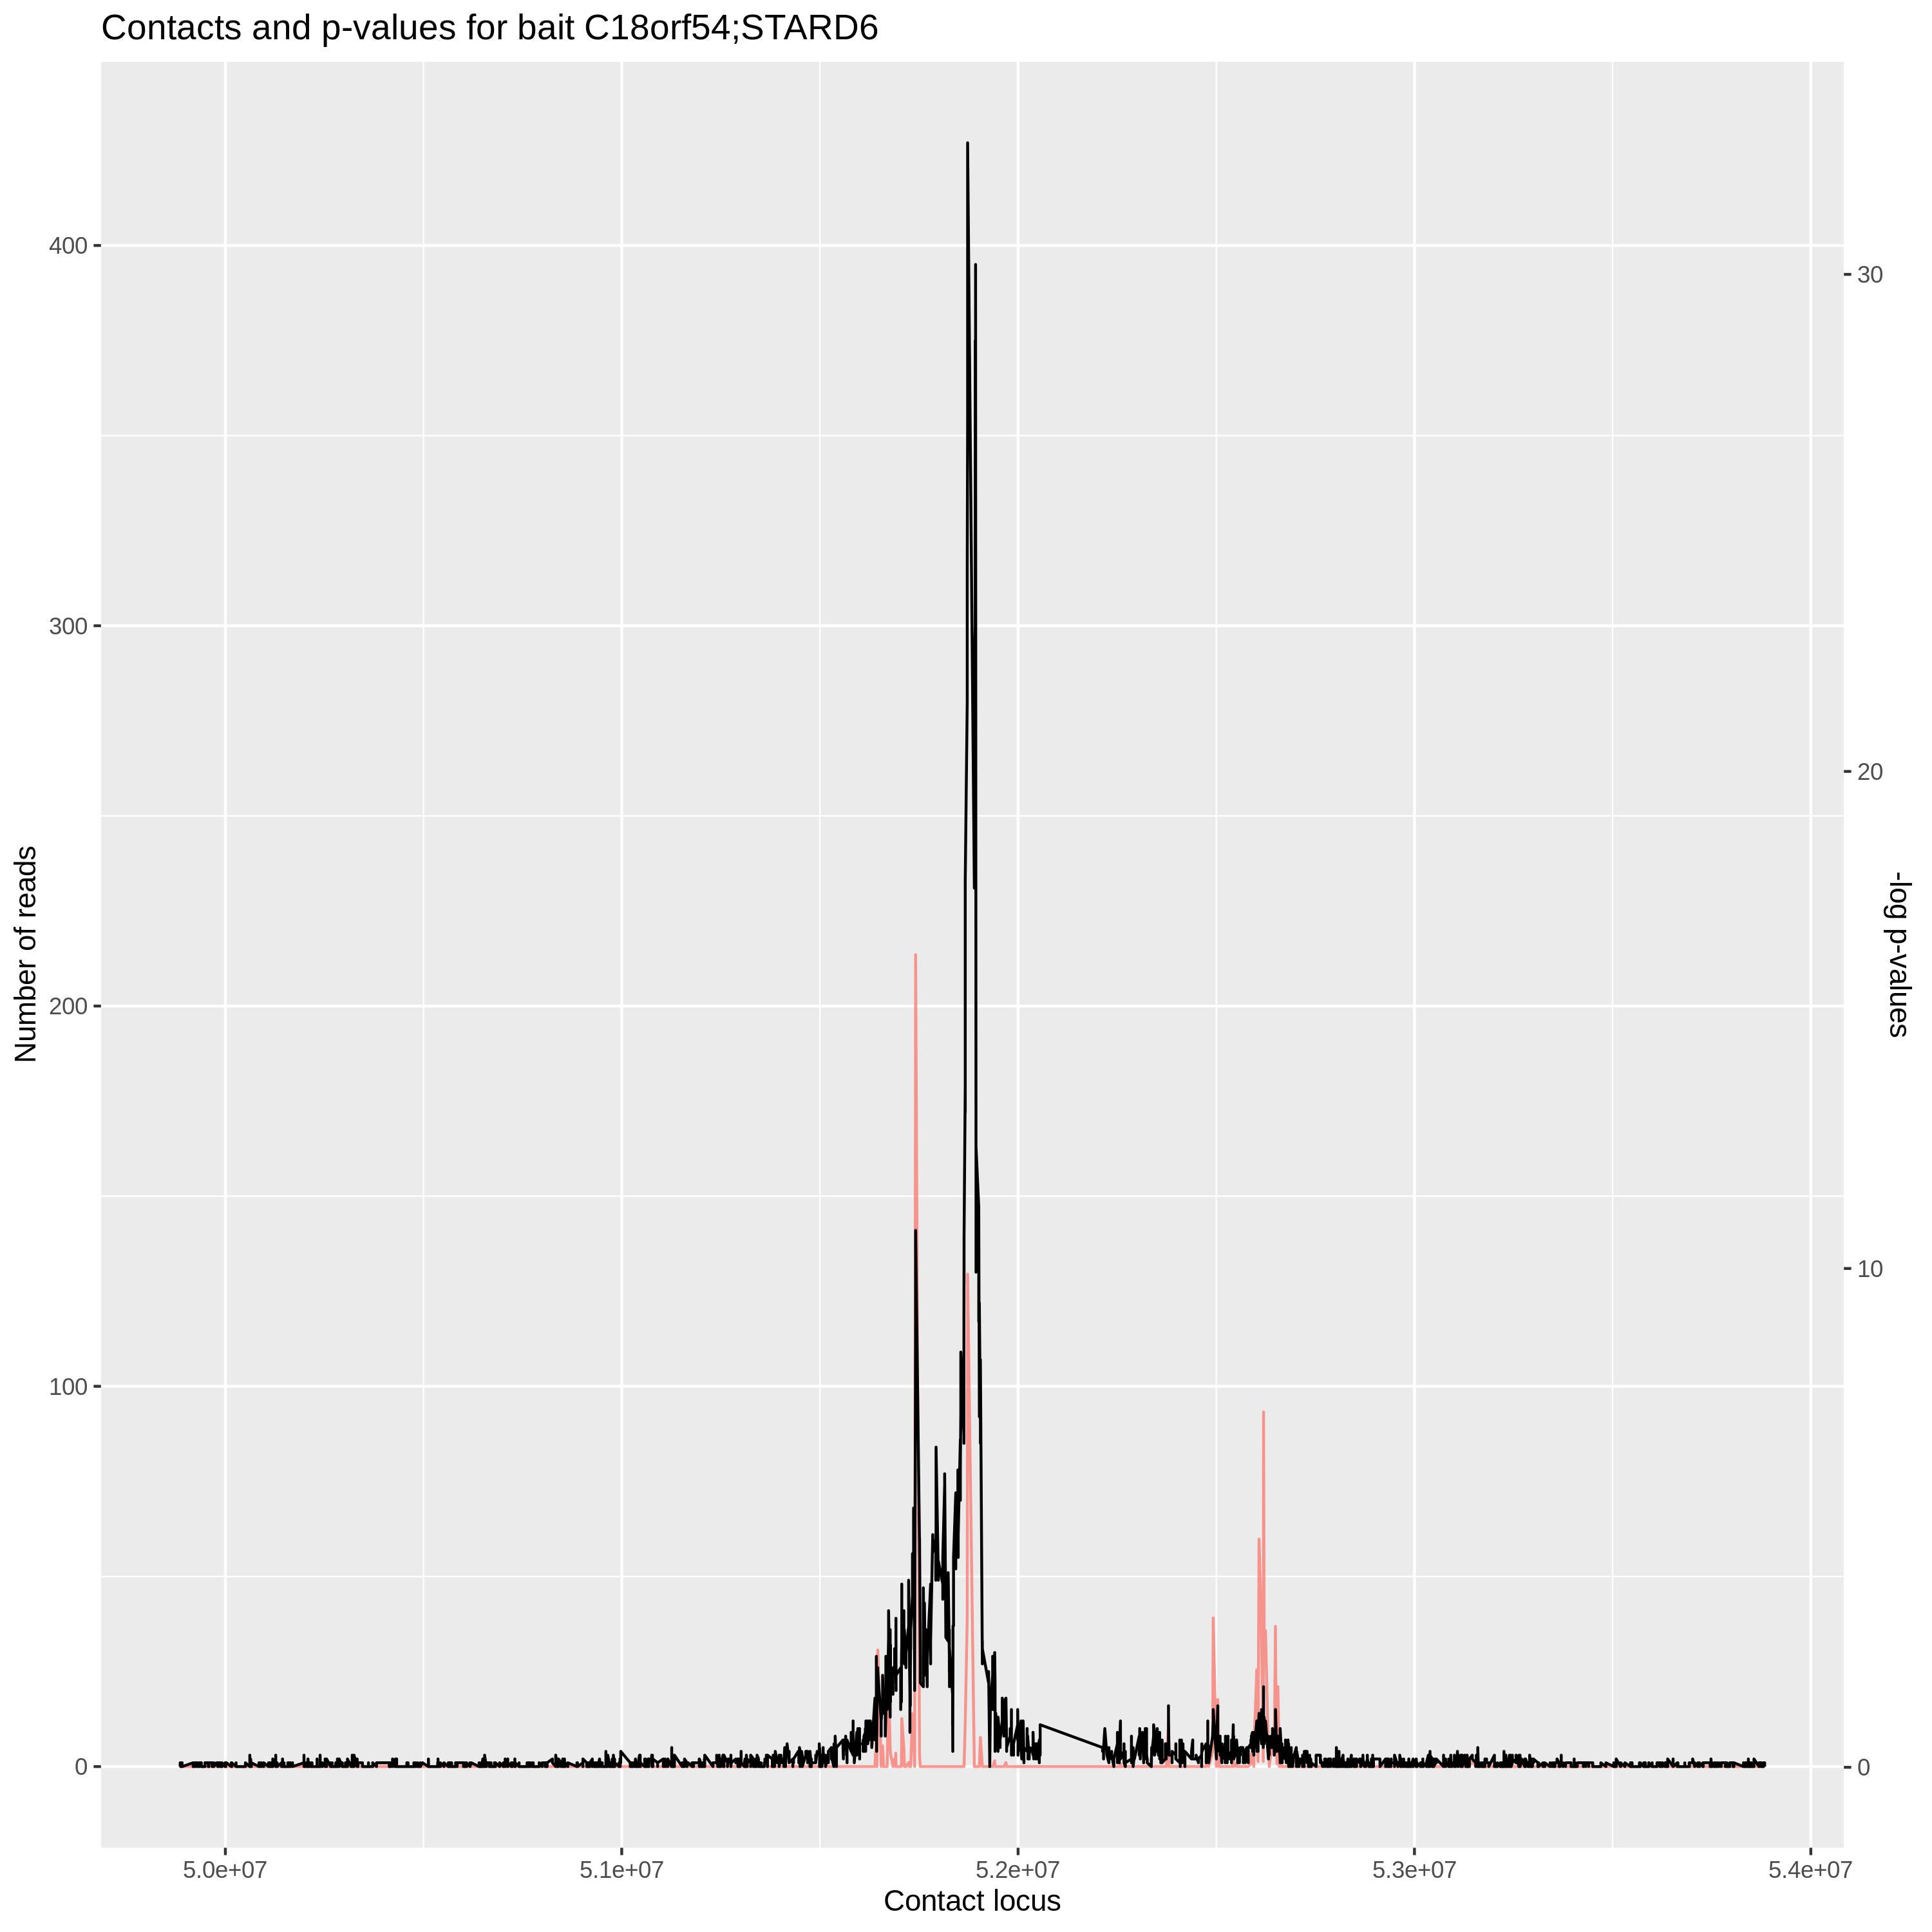 Contacts and p-values for bait C18orf54;STARD6
400
300
200
100
0
30
20
10
0
Number of reads
-log p-values
5.0e+07
5.1e+07
5.2e+07
5.3e+07
5.4e+07
Contact locus